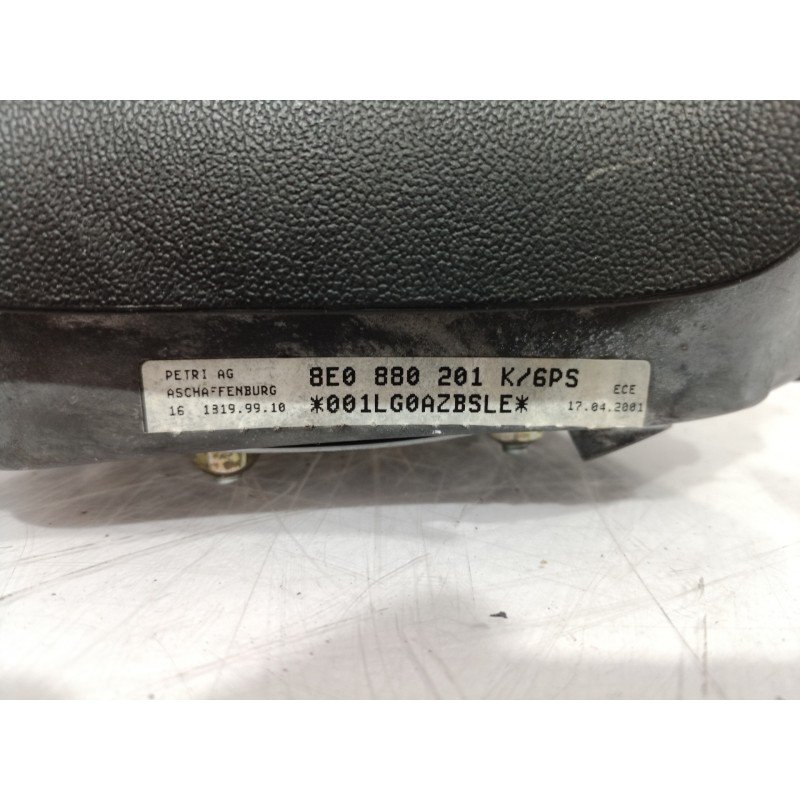 PETRI AG
ASCHAFFENBURG
16 1319.99.10
8E0 880 201 K/6PS
*001LG0AZBSLE*
ECE
17.04.2001